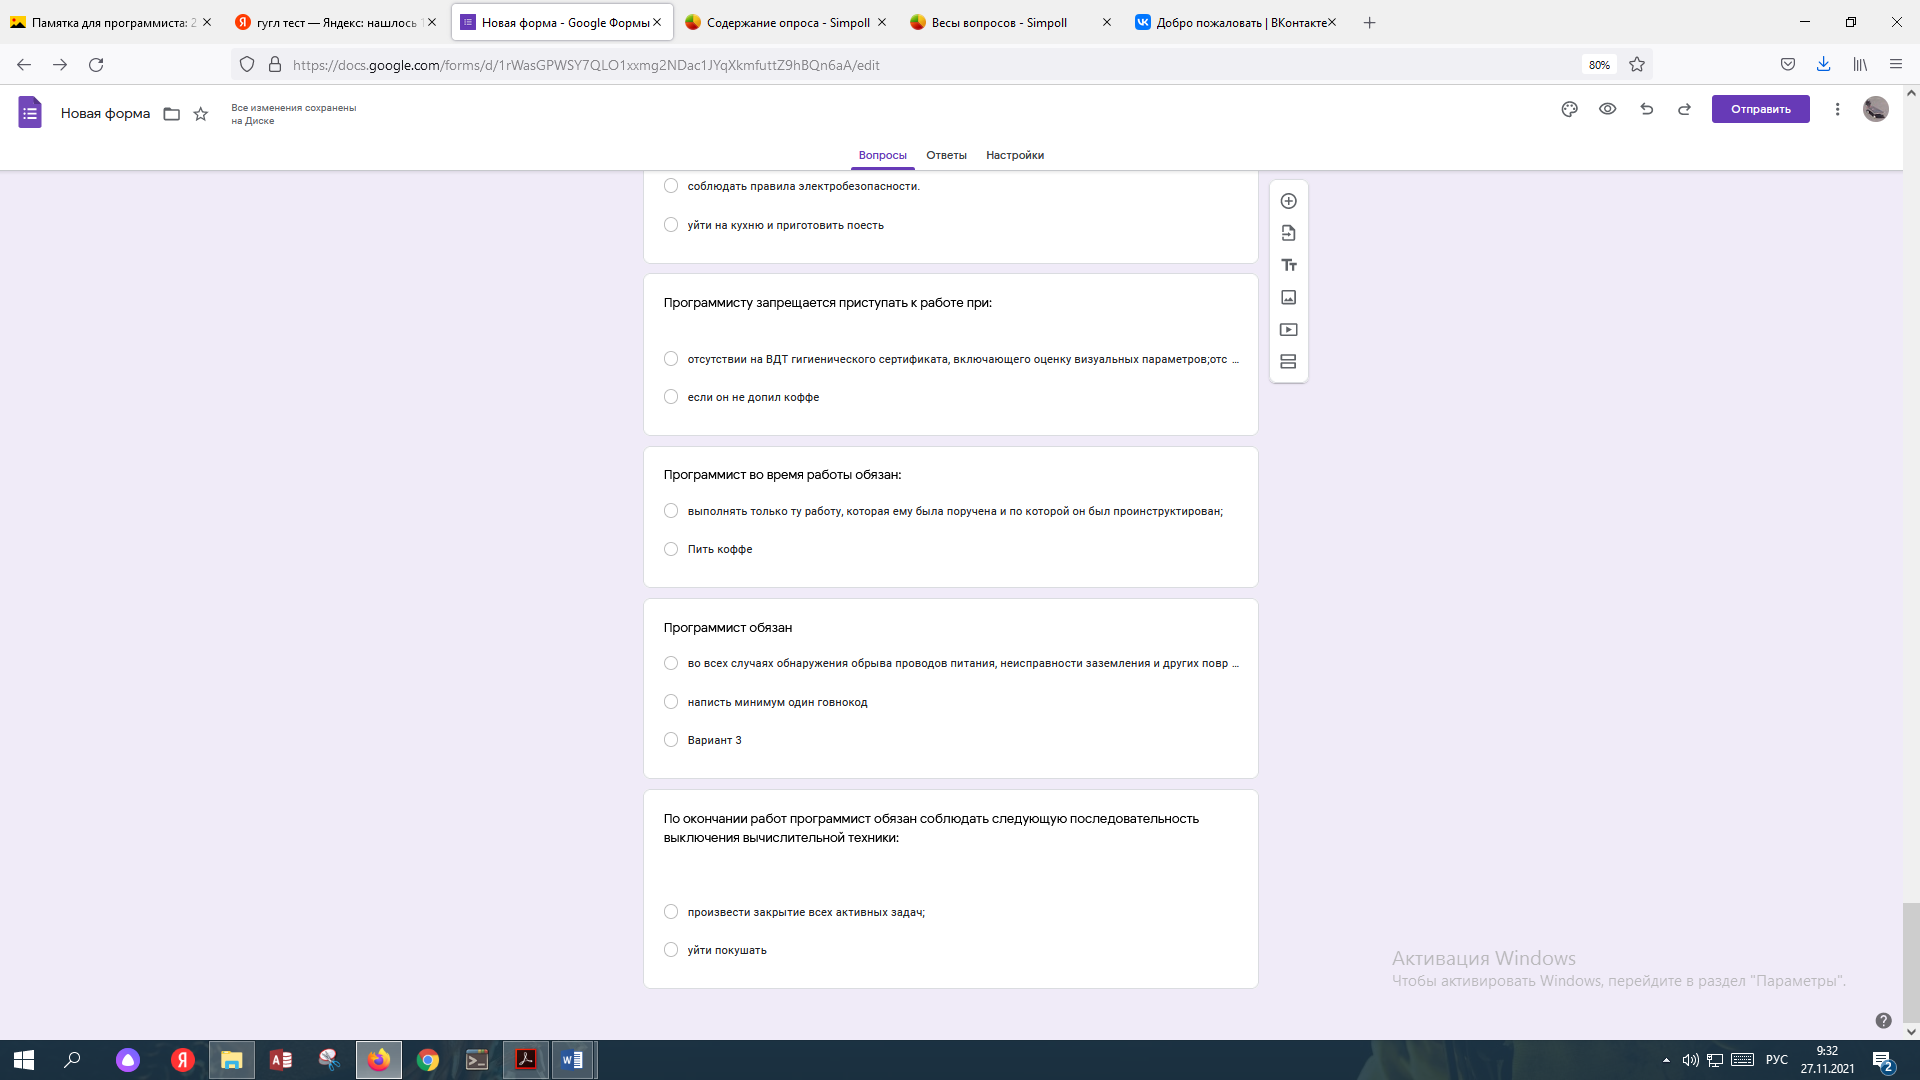 Памятка для программиста: 2
гугл тест — Яндекс: нашлось 1
Новая форма - Google Формы
Содержание опроса - Simpoll
Весы вопросов - Simpoll
Добро пожаловать | ВКонтакте
https://docs.google.com/forms/d/1rWasGPWSY7QLO1xxmg2NDac1JYqXkmfuttZ9hBQn6aA/edit
80%
Новая форма
Все изменения сохранены
на Диске
Отправить
Вопросы Ответы Настройки
соблюдать правила электробезопасности.
уйти на кухню и приготовить поесть
Программисту запрещается приступать к работе при:
отсутствии на ВДТ гигиенического сертификата, включающего оценку визуальных параметров;отс ...
если он не допил коффе
Программист во время работы обязан:
выполнять только ту работу, которая ему была поручена и по которой он был проинструктирован;
Пить коффе
Программист обязан
во всех случаях обнаружения обрыва проводов питания, неисправности заземления и других повр ...
напиcть минимум один говнокод
Вариант 3
По окончании работ программист обязан соблюдать следующую последовательность
выключения вычислительной техники:
произвести закрытие всех активных задач;
уйти покушать
Активация Windows
Чтобы активировать Windows, перейдите в раздел "Параметры".
РУС
9:32
27.11.2021
2